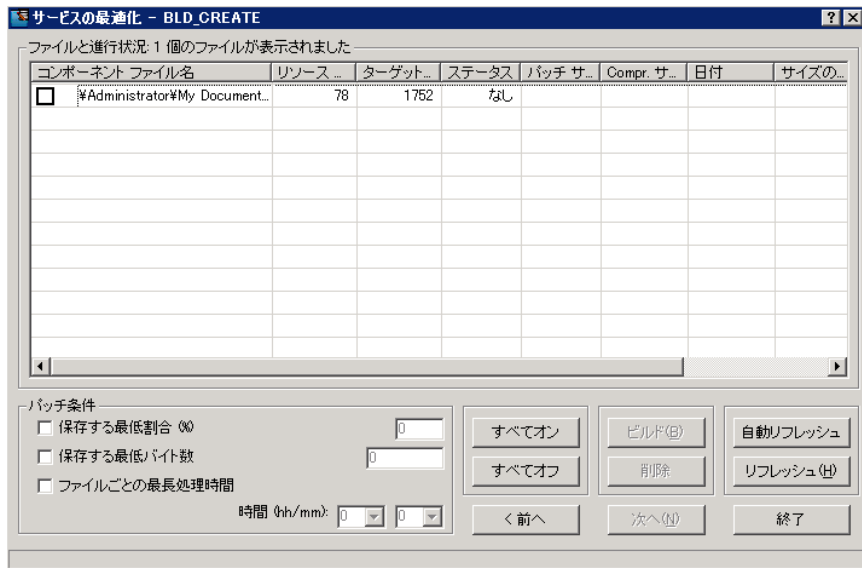 サービスの最適化 - BLD_CREATE
ファイルと進行状況: 1 個のファイルが表示されました
コンポーネント ファイル名 リソース ... ターゲット... ステータス パッチ サ... Compr. サ... 日付 サイズの...
¥Administrator¥My Document... 78 1752 なし
パッチ条件
保存する最低割合 (%) 0
保存する最低バイト数 0
ファイルごとの最長処理時間
時間 (hh/mm): 0 0
すべてオン
すべてオフ
< 前へ
ビルド(B)
削除
次へ(N)
自動リフレッシュ
リフレッシュ(H)
終了